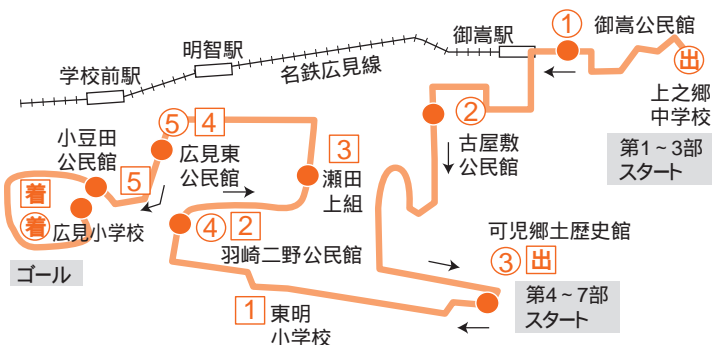 ① 御嵩公民館
御嵩駅
明智駅
学校前駅
名鉄広見線
出
上之郷
中学校
第1~3部
スタート
②
古屋敷
公民館
⑤ 4
広見東
公民館
小豆田
公民館
5
3
瀬田
上組
着
着 広見小学校
ゴール
④ 2
羽崎二野公民館
可児郷土歴史館
③ 出
第4~7部
スタート
1 東明
小学校